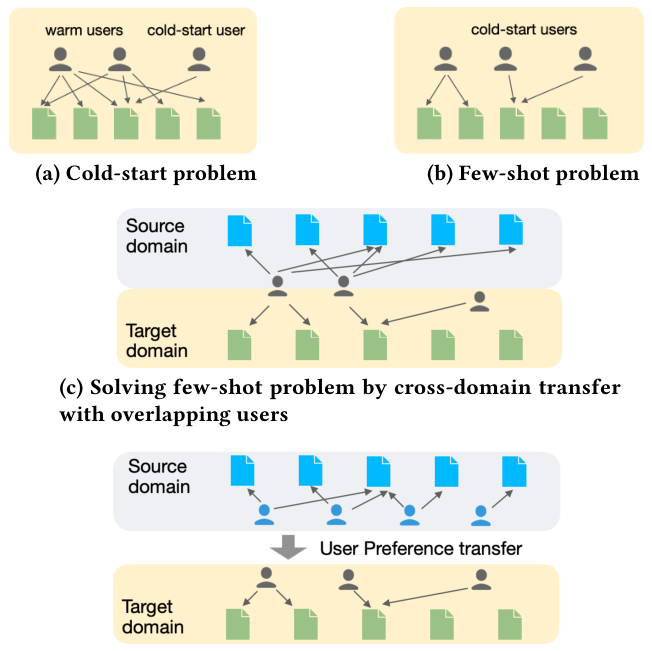 warm users
cold-start user
cold-start users
(a) Cold-start problem
(b) Few-shot problem
Source
domain
Target
domain
(c) Solving few-shot problem by cross-domain transfer
with overlapping users
Source
domain
User Preference transfer
Target
domain